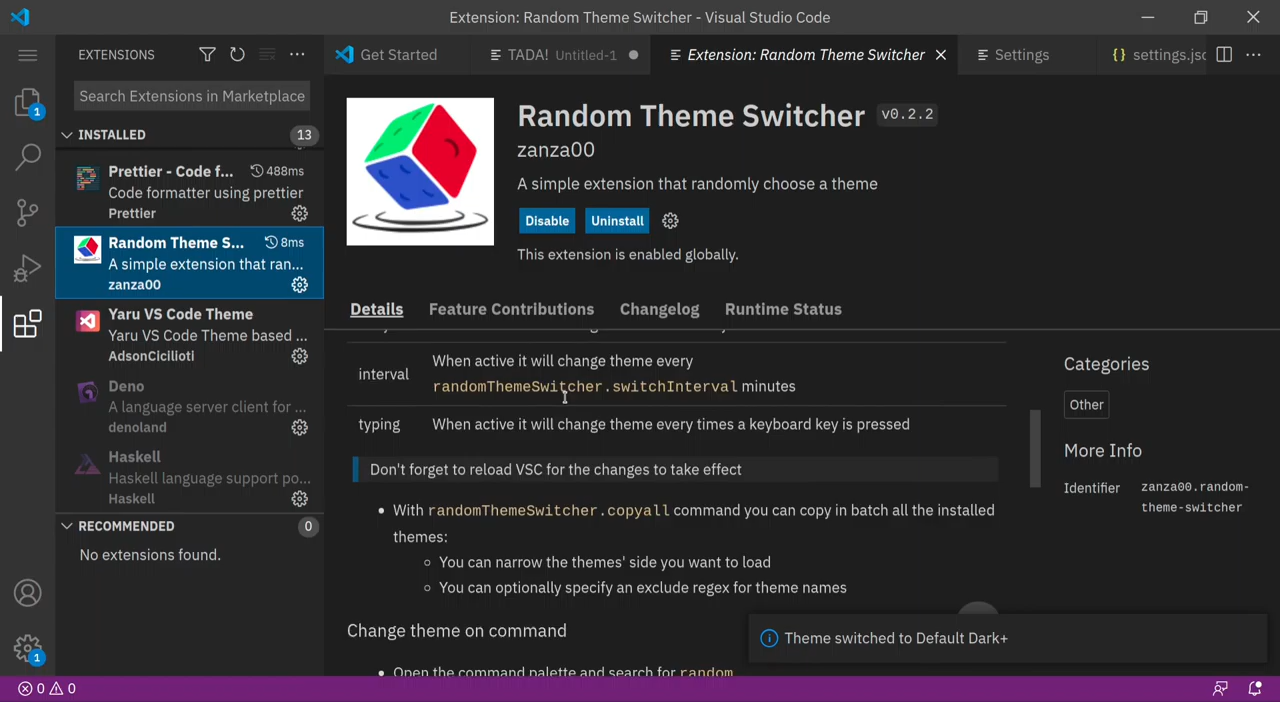 Extension: Random Theme Switcher - Visual Studio Code
EXTENSIONS
Get Started
TADA! Untitled-1
Extension: Random Theme Switcher
Settings
{} settings.jsc
1
Search Extensions in Marketplace
INSTALLED 13
Prettier - Code f... 488ms
Code formatter using prettier
Prettier
Random Theme S... 8ms
A simple extension that ran...
zanza00
Yaru VS Code Theme
Yaru VS Code Theme based ...
AdsonCicilioti
Deno
A language server client for ...
denoland
Haskell
Haskell language support po...
Haskell
RECOMMENDED 0
No extensions found.
1
Random Theme Switcher v0.2.2
zanza00
A simple extension that randomly choose a theme
Disable Uninstall
This extension is enabled globally.
Details Feature Contributions Changelog Runtime Status
interval When active it will change theme every
randomThemeSwitcher.switchInterval minutes
typing When active it will change theme every times a keyboard key is pressed
Don't forget to reload VSC for the changes to take effect
• With randomThemeSwitcher.copyall command you can copy in batch all the installed
themes:
◦ You can narrow the themes' side you want to load
◦ You can optionally specify an exclude regex for theme names
Change theme on command
• Open the command palette and search for random
Categories
Other
More Info
Identifier zanza00.random-
theme-switcher
Theme switched to Default Dark+
0 0